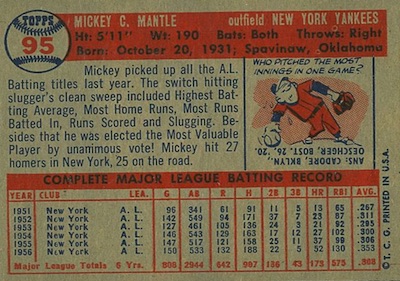 TOPPS
95
MICKEY C. MANTLE outfield NEW YORK YANKEES
Ht: 5'11" Wt: 190 Bats: Both Throws: Right
Born: October 20, 1931; Spavinaw, Oklahoma
Mickey picked up all the A.L.
Batting titles last year. The switch hitting
slugger's clean sweep included Highest Bat-
ting Average, Most Home Runs, Most Runs
Batted In, Runs Scored and Slugging. Be-
sides that he was elected the Most Valuable
Player by unanimous vote! Mickey hit 27
homers in New York, 25 on the road.
WHO PITCHED THE MOST
INNINGS IN ONE GAME?
ANS: CADORE, BKLYN.,
OESCHGER, BOST. 26, '20.
COMPLETE MAJOR LEAGUE BATTING RECORD
YEAR CLUB LEA. G AB R H 2B 3B HR RBI AVG.
1951 New York A. L. 96 341 61 91 11 5 13 65 .267
1952 New York A. L. 142 549 94 171 37 7 23 87 .311
1953 New York A. L. 127 461 105 136 24 3 21 92 .295
1954 New York A. L. 146 543 129 163 17 12 27 102 .300
1955 New York A. L. 147 517 121 158 25 11 37 99 .306
1956 New York A. L. 150 533 132 188 22 5 52 130 .353
Major League Totals 6 Yrs. 808 2944 642 907 136 43 173 575 .308
© T. C. G. PRINTED IN U.S.A.